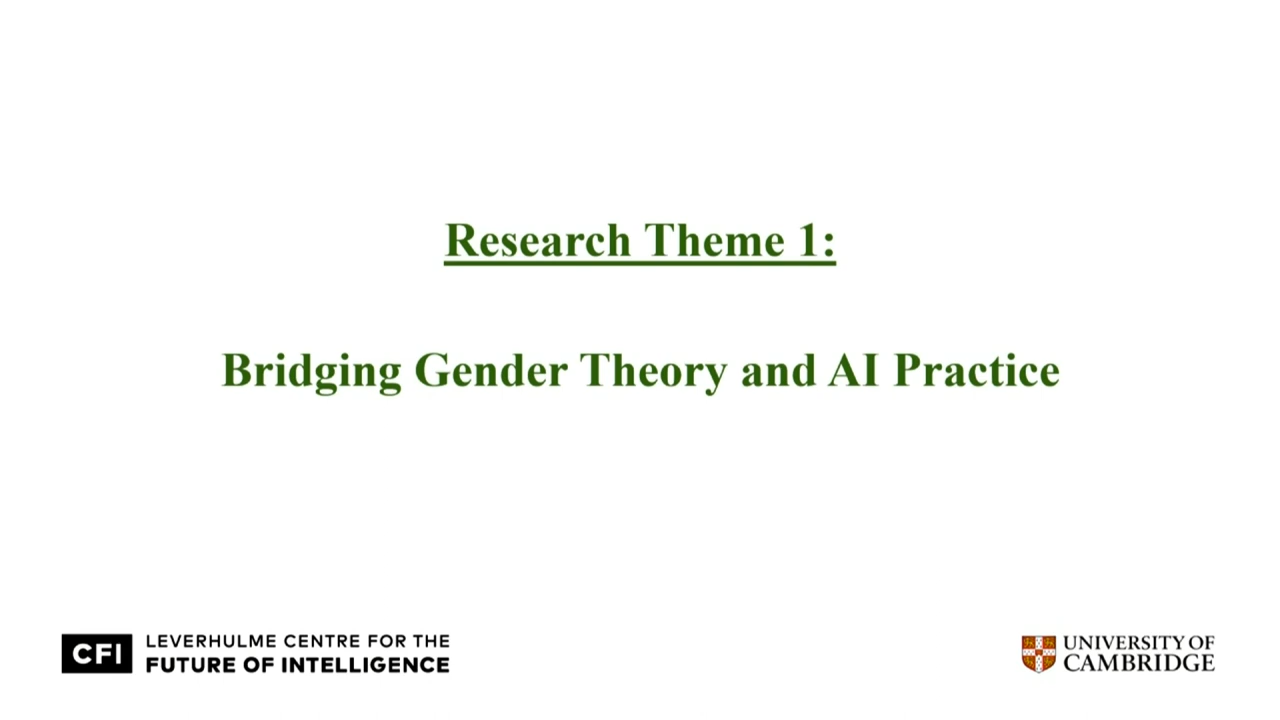 Research Theme 1:
Bridging Gender Theory and AI Practice
CFI
LEVERHULME CENTRE FOR THE
FUTURE OF INTELLIGENCE
UNIVERSITY OF
CAMBRIDGE